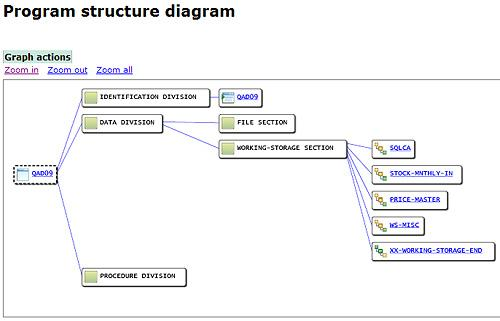 Program structure diagram
Graph actions
Zoom in Zoom out Zoom all
IDENTIFICATION DIVISION QAD09
DATA DIVISION FILE SECTION
WORKING-STORAGE SECTION SQLCA
QAD09 STOCK-MNTHLY-IN
PRICE-MASTER
WS-MISC
XX-WORKING-STORAGE-END
PROCEDURE DIVISION